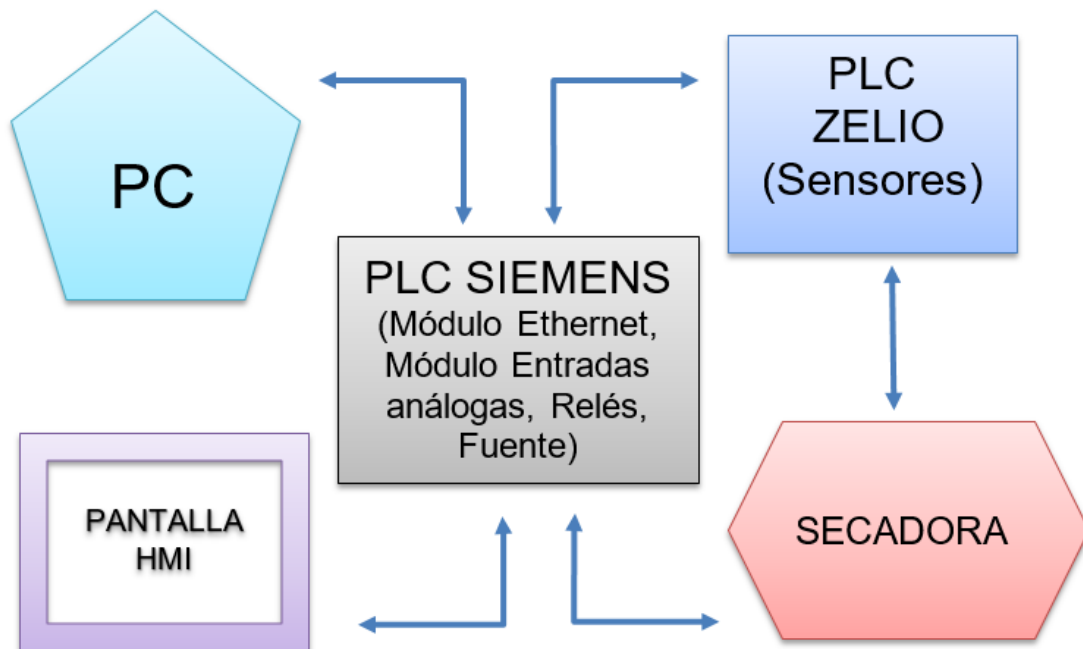 PC
PLC
ZELIO
(Sensores)
PLC SIEMENS
(Módulo Ethernet,
Módulo Entradas
análogas, Relés,
Fuente)
PANTALLA
HMI
SECADORA